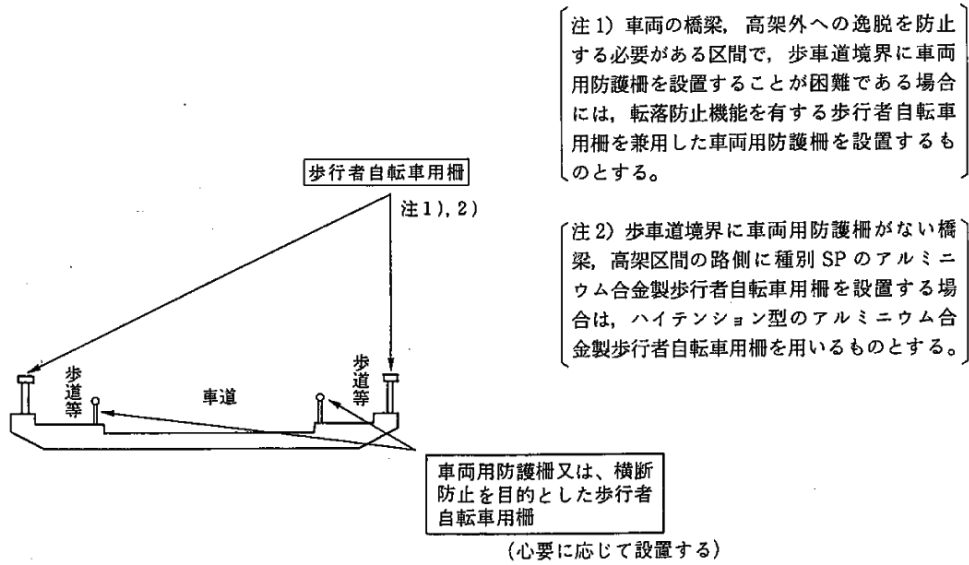 注1) 車両の橋梁，高架外への逸脱を防止
する必要がある区間で，歩車道境界に車両
用防護柵を設置することが困難である場合
には，転落防止機能を有する歩行者自転車
用柵を兼用した車両用防護柵を設置するも
のとする。
歩行者自転車用柵
注1)，2)
注2) 歩車道境界に車両用防護柵がない橋
梁，高架区間の路側に種別 SP のアルミニ
ウム合金製歩行者自転車用柵を設置する場
合は，ハイテンション型のアルミニウム合
金製歩行者自転車用柵を用いるものとする。
歩道等
車道
歩道等
車両用防護柵又は、横断
防止を目的とした歩行者
自転車用柵
(心要に応じて設置する)